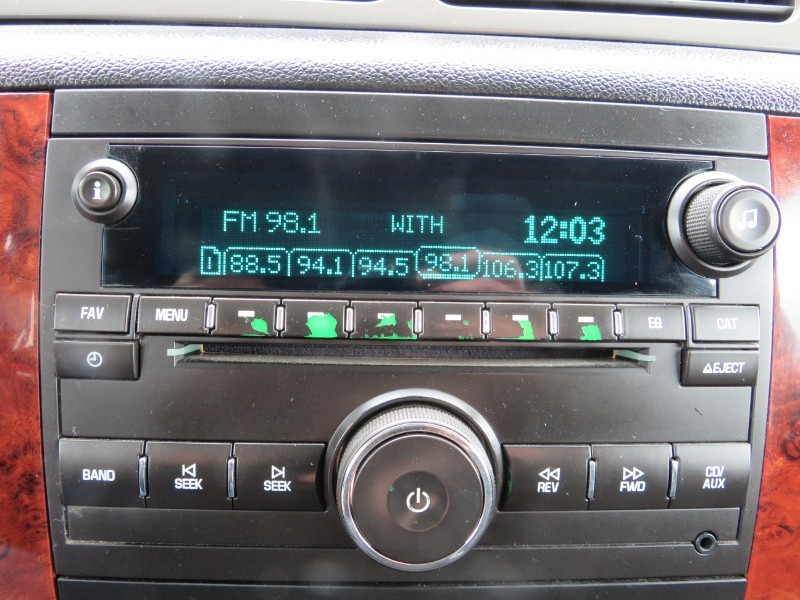 FM 98.1 WITH 12:03
88.5 94.1 94.5 98.1 106.3 107.3
FAV MENU EQ CAT
EJECT
BAND SEEK SEEK REV FWD CD/
AUX